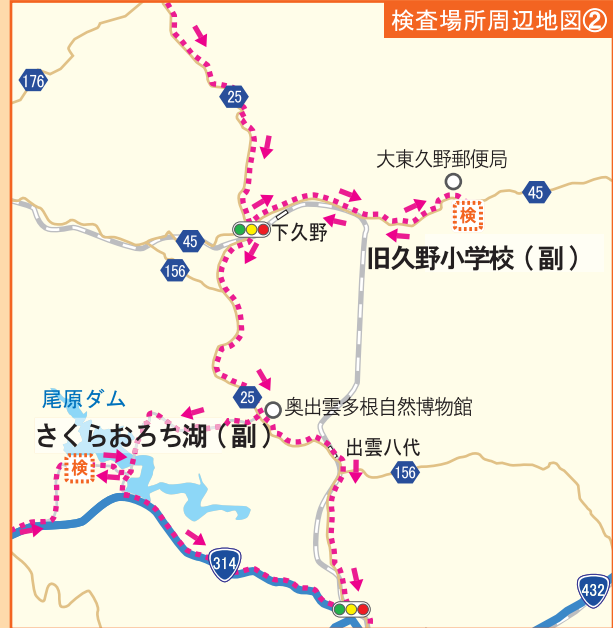 検査場所周辺地図②
176
25
大東久野郵便局
45
検
下久野
45
旧久野小学校（副）
156
尾原ダム
25
奥出雲多根自然博物館
さくらおろち湖（副）
出雲八代
検
156
314
432